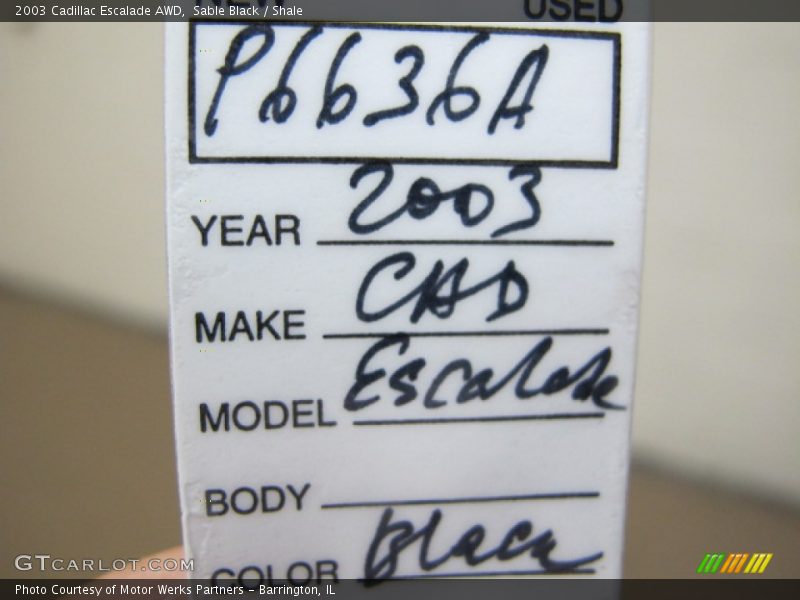 2003 Cadillac Escalade AWD, Sable Black / Shale
NEW USED
P6636A
YEAR 2003
MAKE CAD
MODEL Escalade
BODY
COLOR Black
GTCARLOT.COM
Photo Courtesy of Motor Werks Partners - Barrington, IL